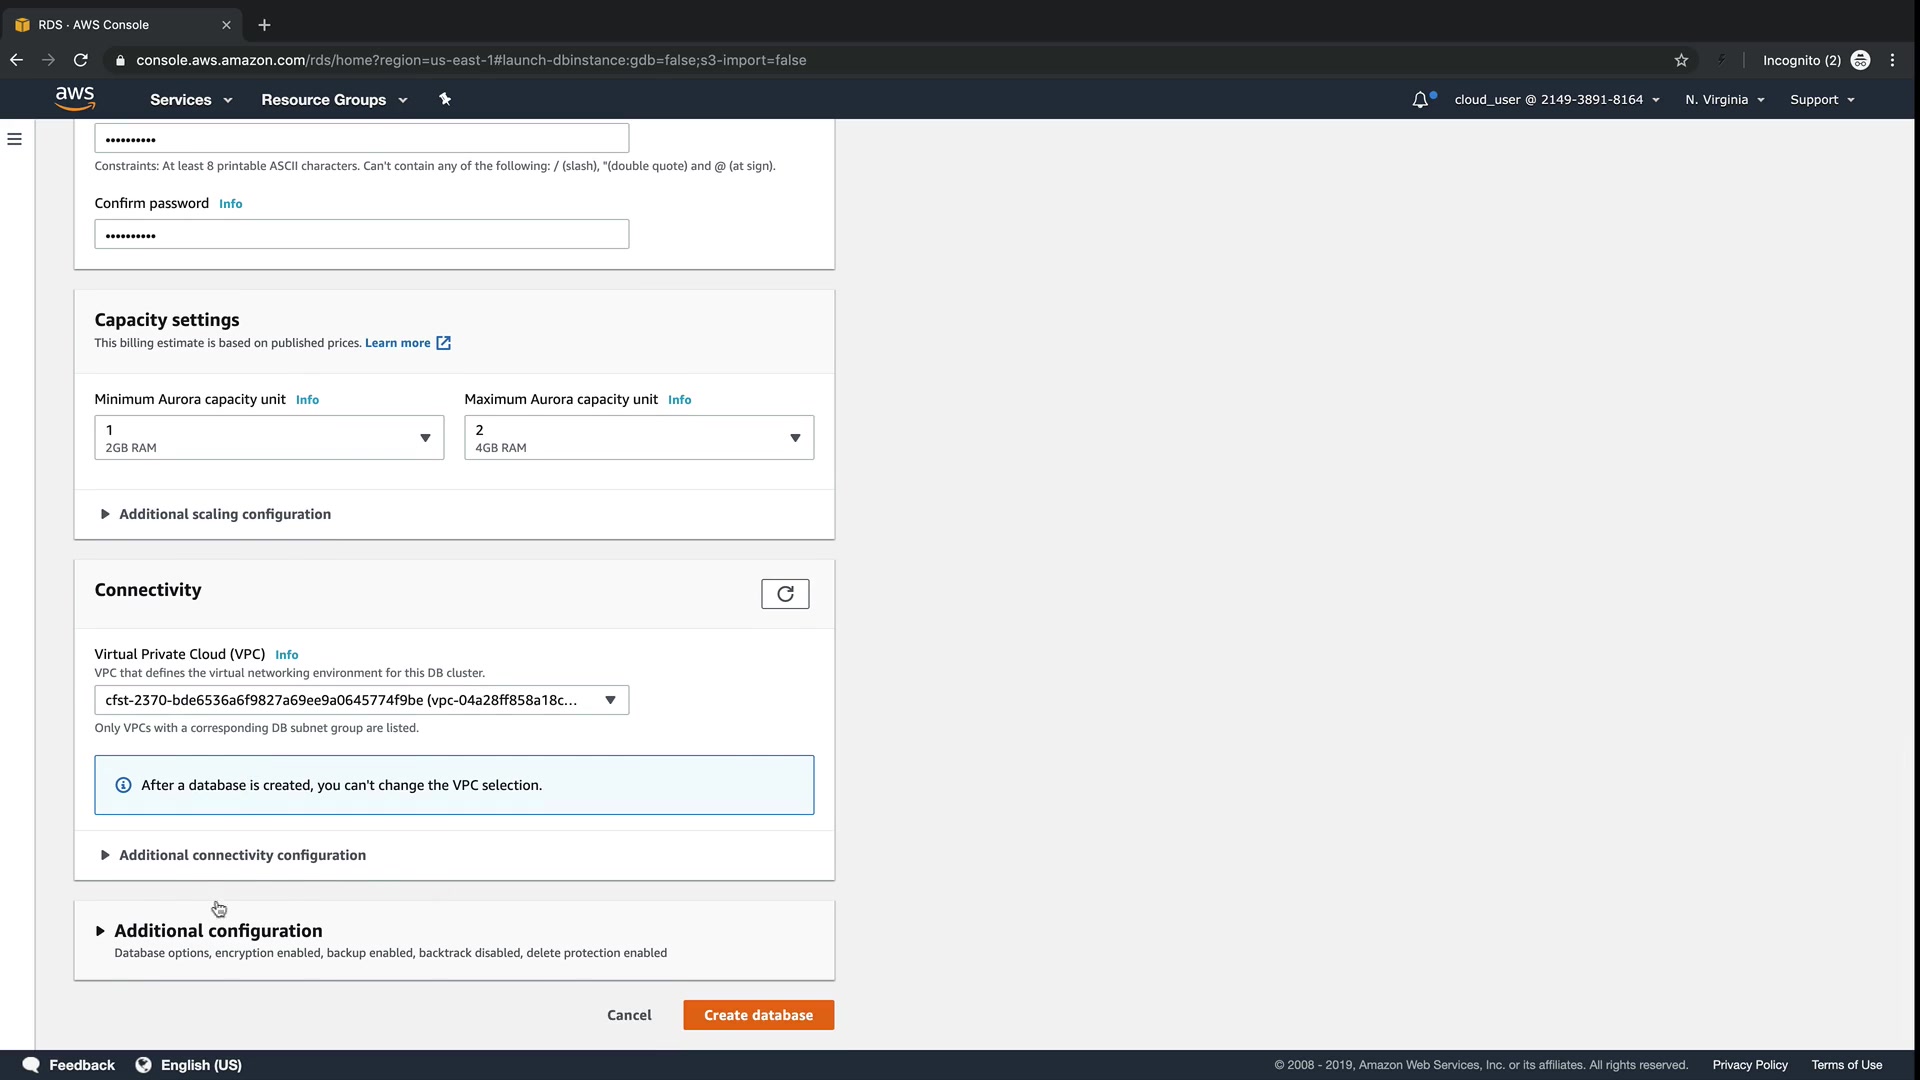 RDS · AWS Console
console.aws.amazon.com/rds/home?region=us-east-1#launch-dbinstance:gdb=false;s3-import=false
Incognito (2)
aws
Services
Resource Groups
cloud_user @ 2149-3891-8164
N. Virginia
Support
••••••••••
Constraints: At least 8 printable ASCII characters. Can't contain any of the following: / (slash), "(double quote) and @ (at sign).
Confirm password Info
••••••••••
Capacity settings
This billing estimate is based on published prices. Learn more
Minimum Aurora capacity unit Info
Maximum Aurora capacity unit Info
1
2GB RAM
2
4GB RAM
Additional scaling configuration
Connectivity
Virtual Private Cloud (VPC) Info
VPC that defines the virtual networking environment for this DB cluster.
cfst-2370-bde6536a6f9827a69ee9a0645774f9be (vpc-04a28ff858a18c...
Only VPCs with a corresponding DB subnet group are listed.
After a database is created, you can't change the VPC selection.
Additional connectivity configuration
Additional configuration
Database options, encryption enabled, backup enabled, backtrack disabled, delete protection enabled
Cancel
Create database
Feedback
English (US)
© 2008 - 2019, Amazon Web Services, Inc. or its affiliates. All rights reserved.
Privacy Policy
Terms of Use